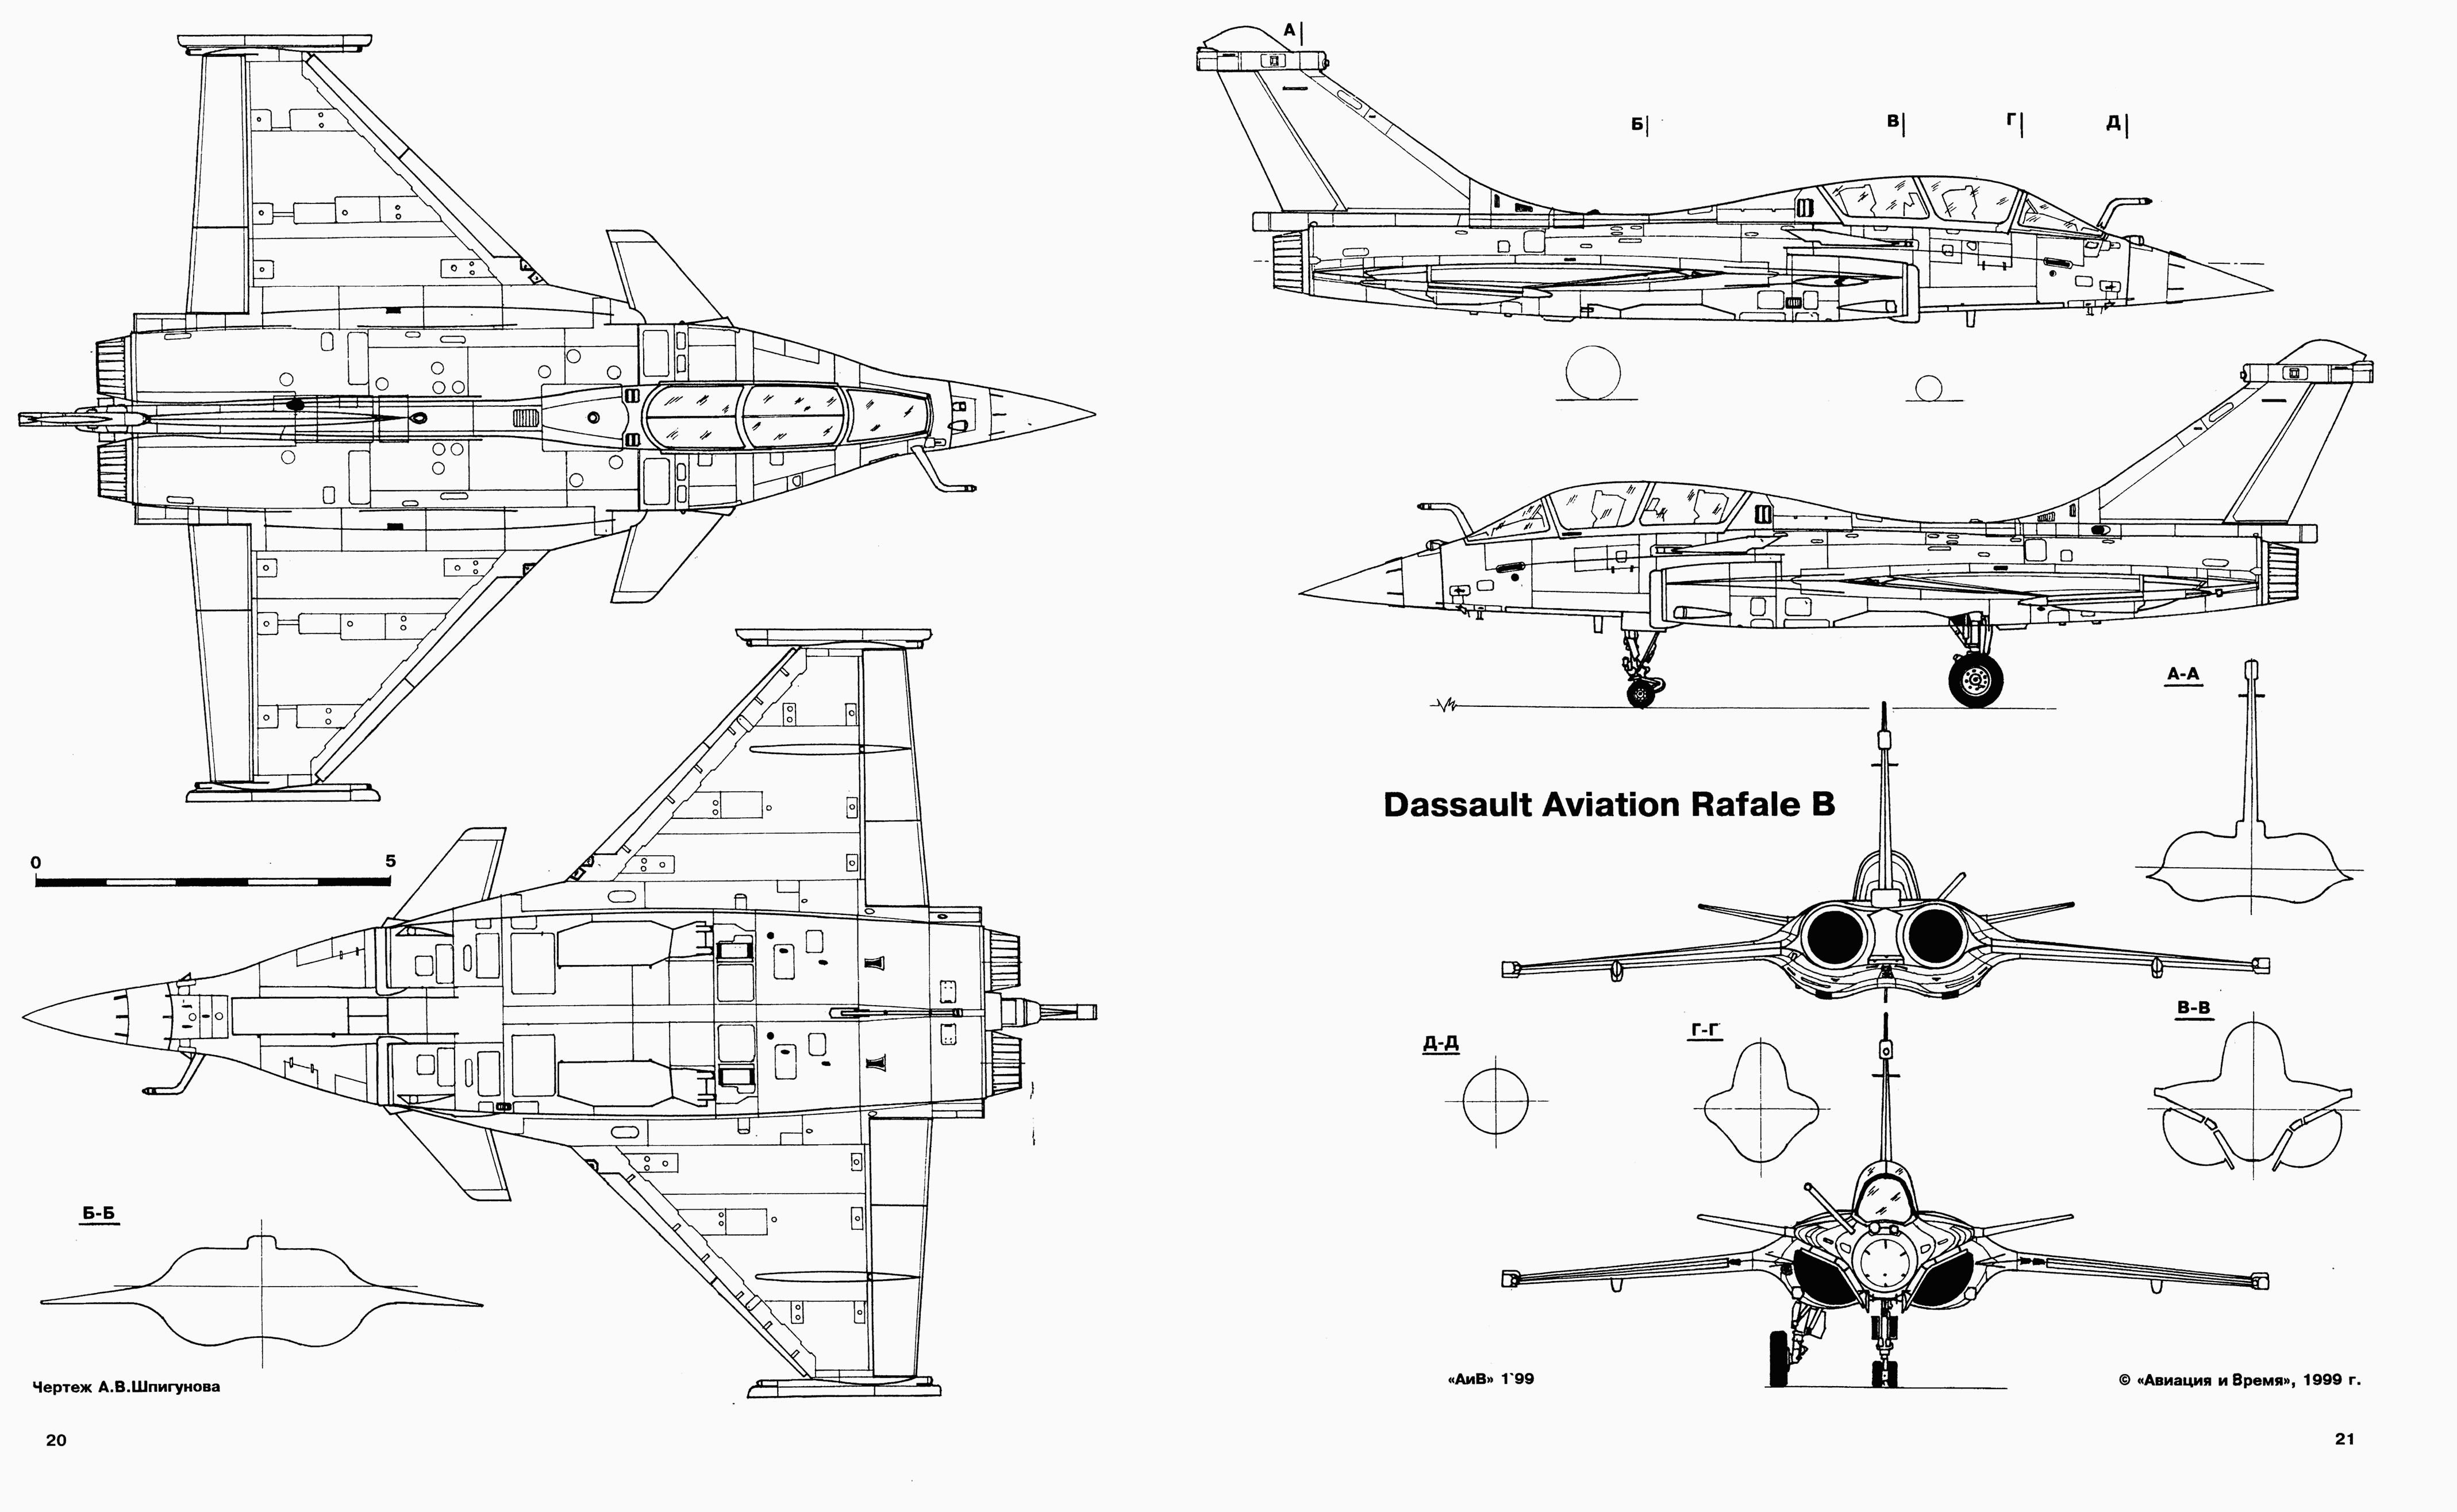 А
Б
В
Г
Д
А-А
Dassault Aviation Rafale B
0 5
В-В
Г-Г
Д-Д
Б-Б
Чертеж А.В.Шпигунова
«АиВ» 1`99
© «Авиация и Время», 1999 г.
20
21